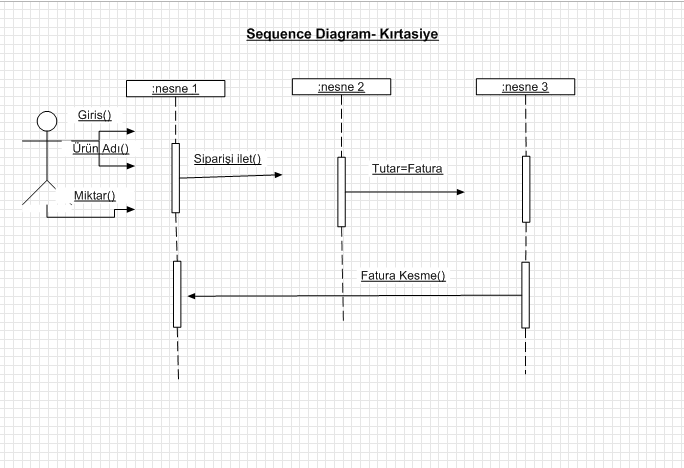 Sequence Diagram- Kırtasiye
:nesne 1
:nesne 2
:nesne 3
Giris()
Ürün Adı()
Siparişi ilet()
Tutar=Fatura
Miktar()
Fatura Kesme()